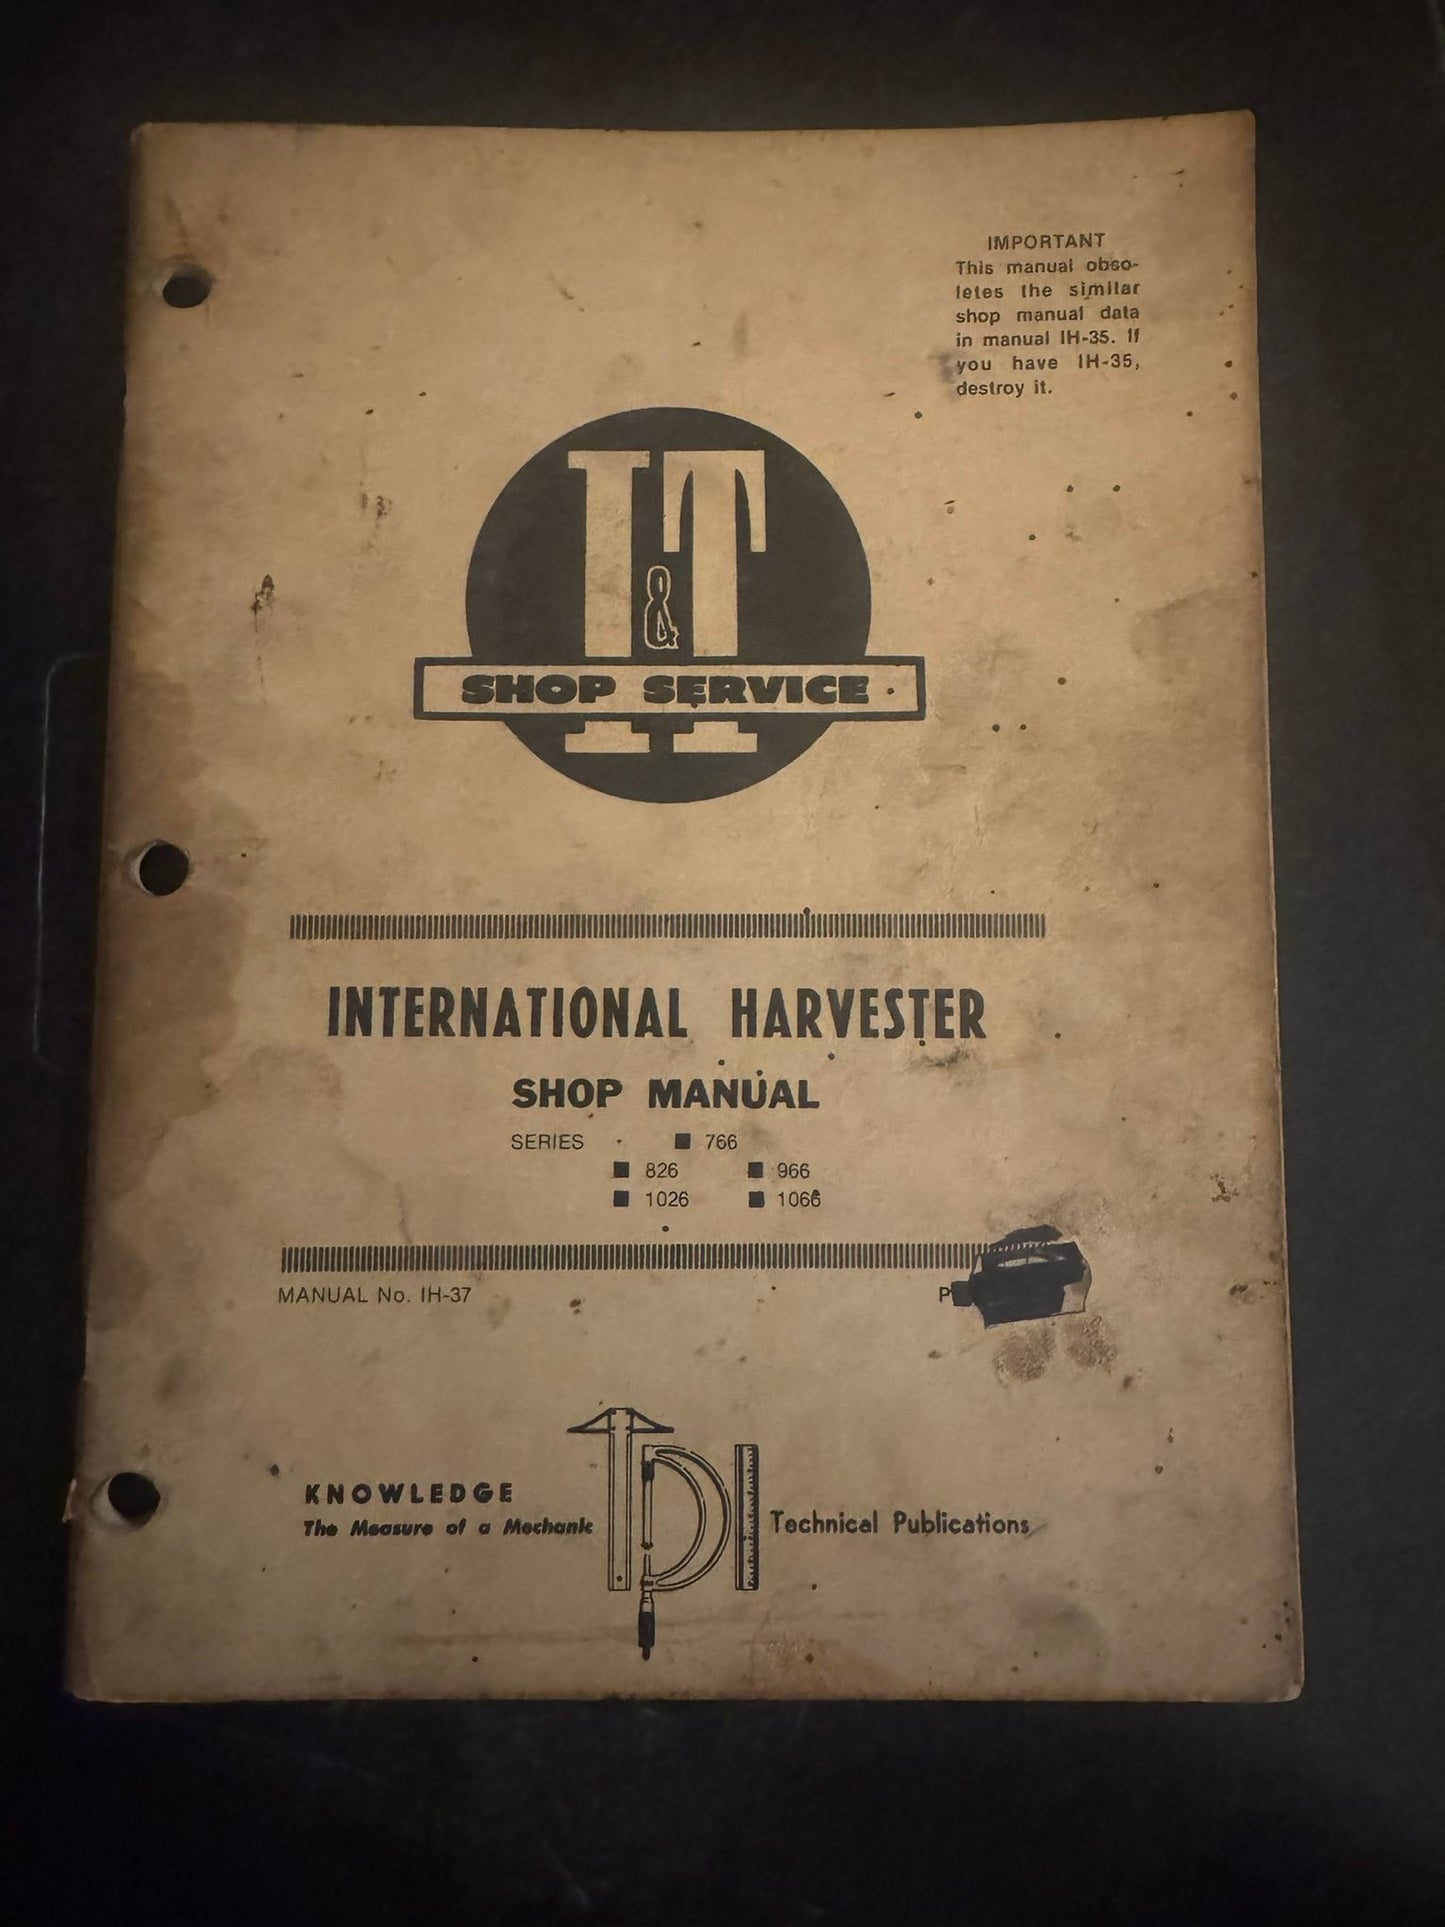 IMPORTANT
This manual obso-
letes the similar
shop manual data
in manual IH-35. If
you have IH-35,
destroy it.
I&T
SHOP SERVICE
INTERNATIONAL HARVESTER
SHOP MANUAL
SERIES ■ 766
■ 826 ■ 966
■ 1026 ■ 1066
MANUAL No. IH-37
KNOWLEDGE
The Measure of a Mechanic
TPI
Technical Publications